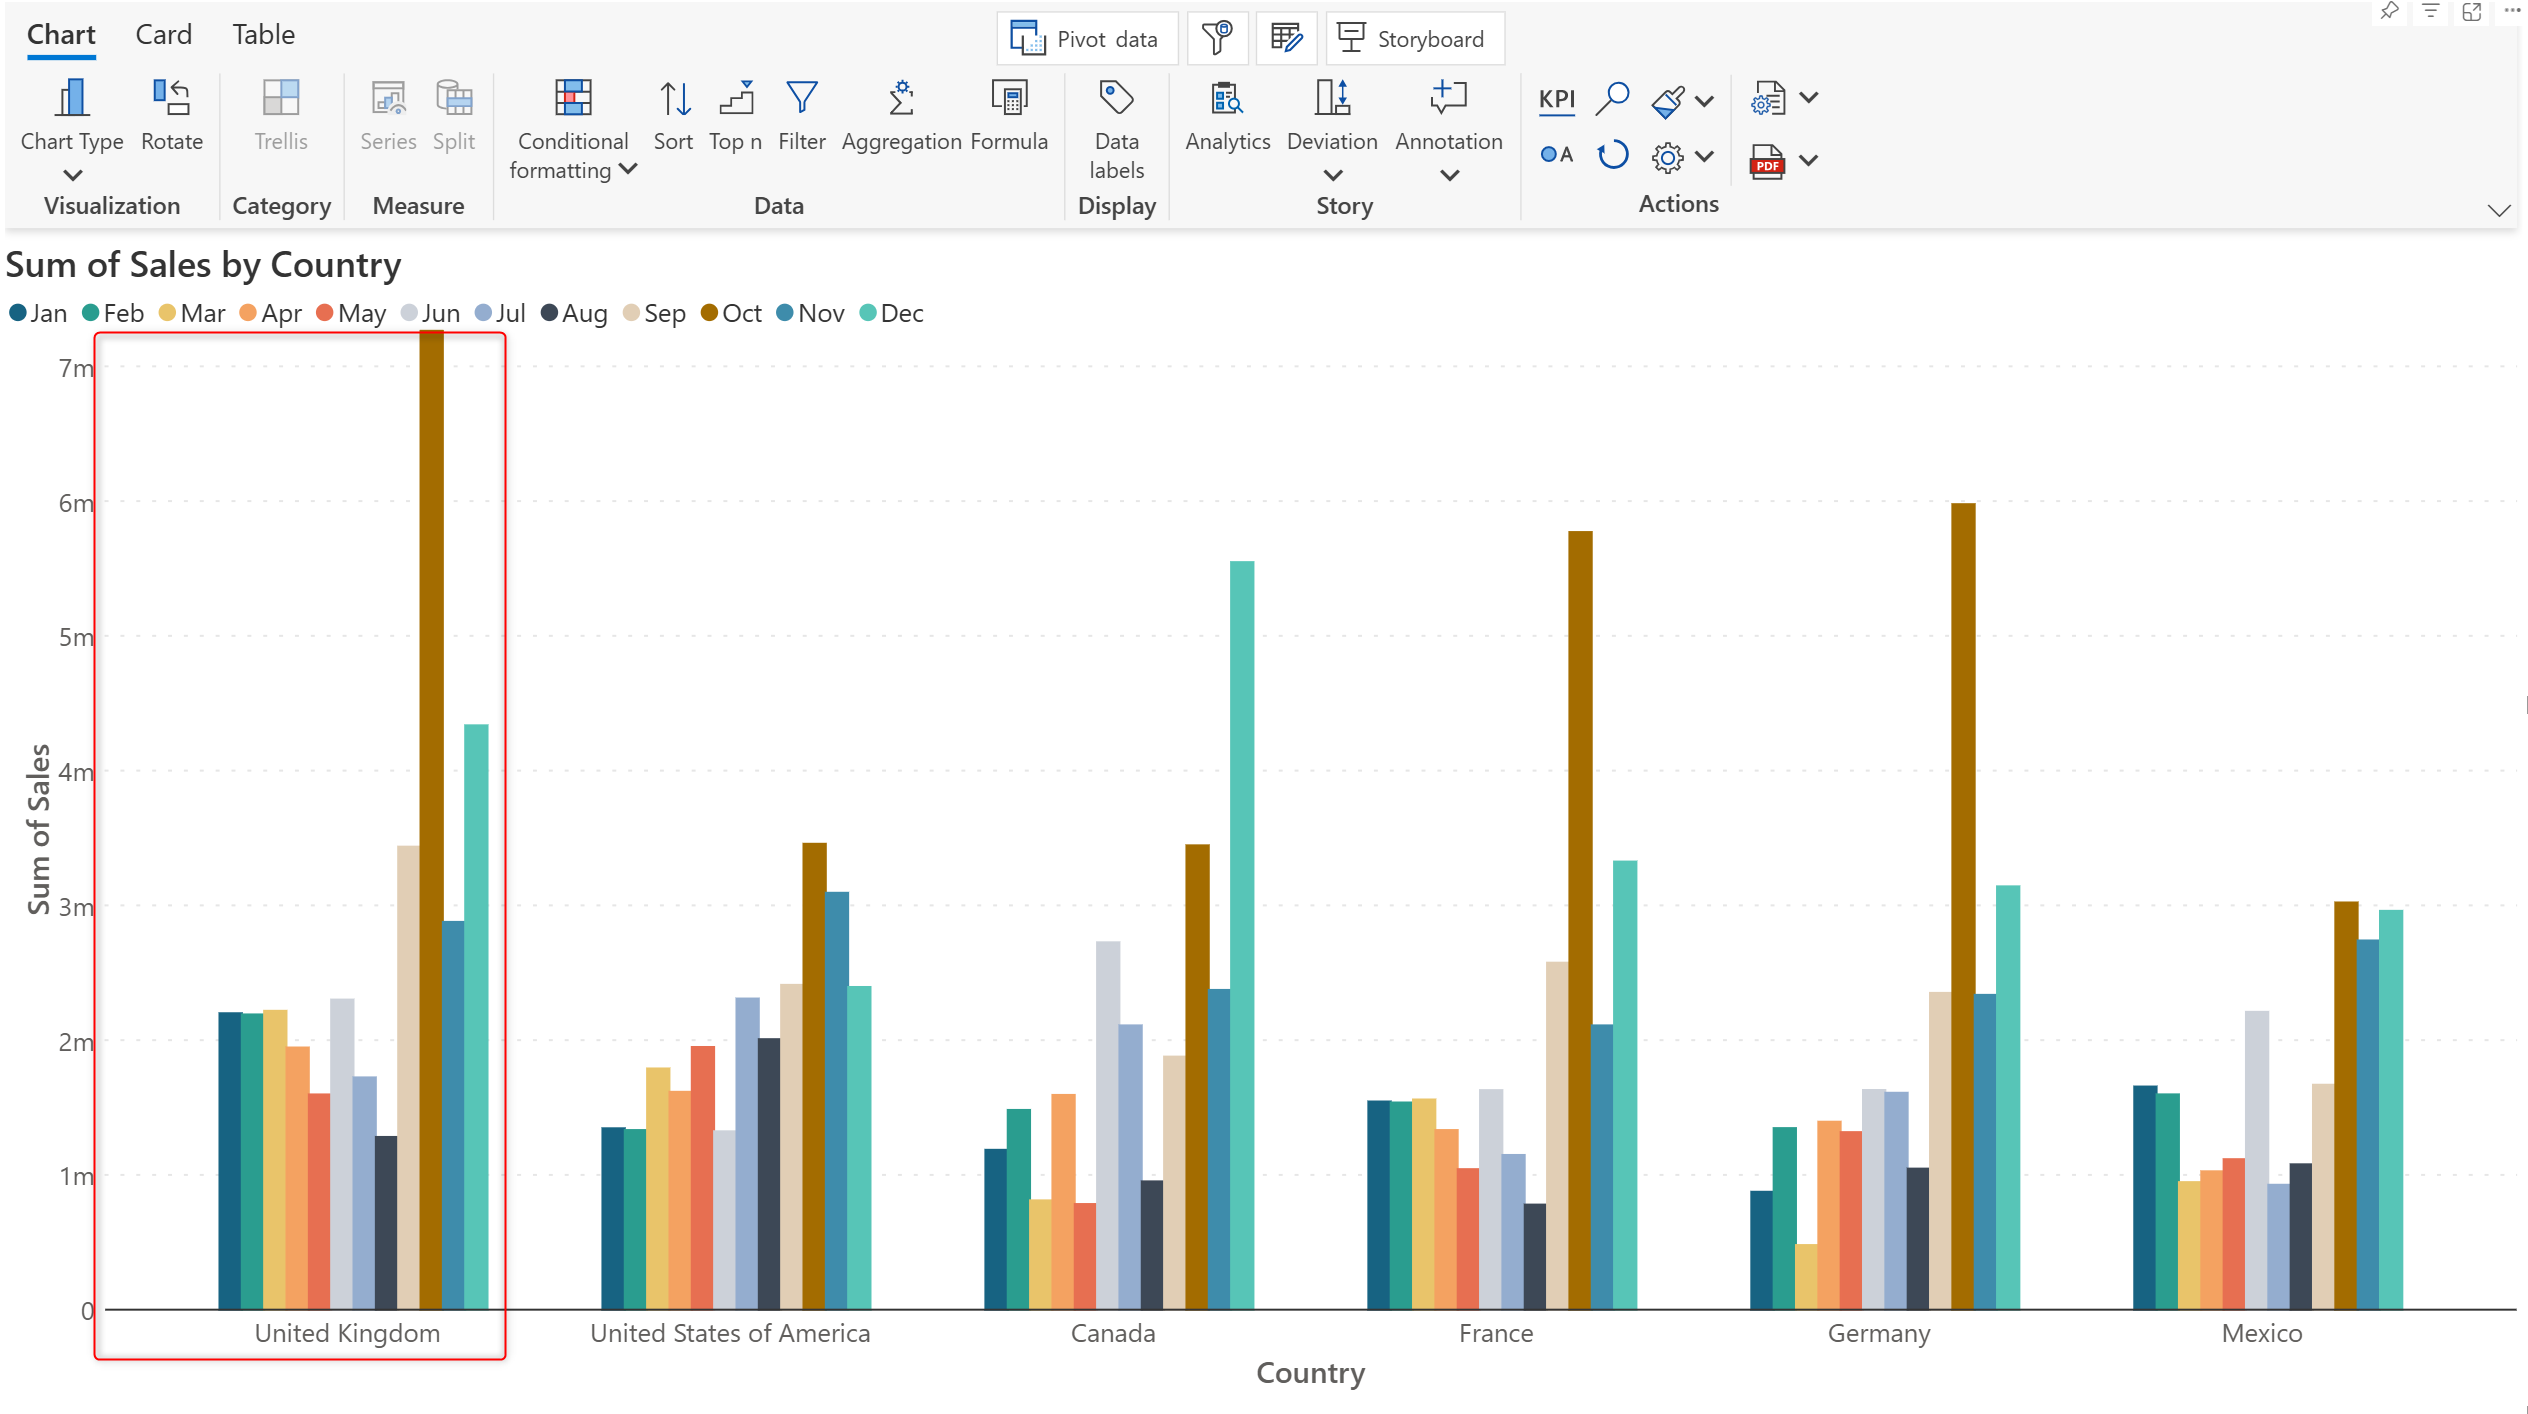 Chart Card Table
Pivot data
Storyboard
Chart Type
Rotate
Trellis
Series
Split
Conditional
formatting
Sort
Top n
Filter
Aggregation
Formula
Data
labels
Analytics
Deviation
Annotation
KPI
A
PDF
Visualization
Category
Measure
Data
Display
Story
Actions
Sum of Sales by Country
Jan Feb Mar Apr May Jun Jul Aug Sep Oct Nov Dec
7m
6m
5m
4m
3m
2m
1m
0
Sum of Sales
United Kingdom United States of America Canada France Germany Mexico
Country